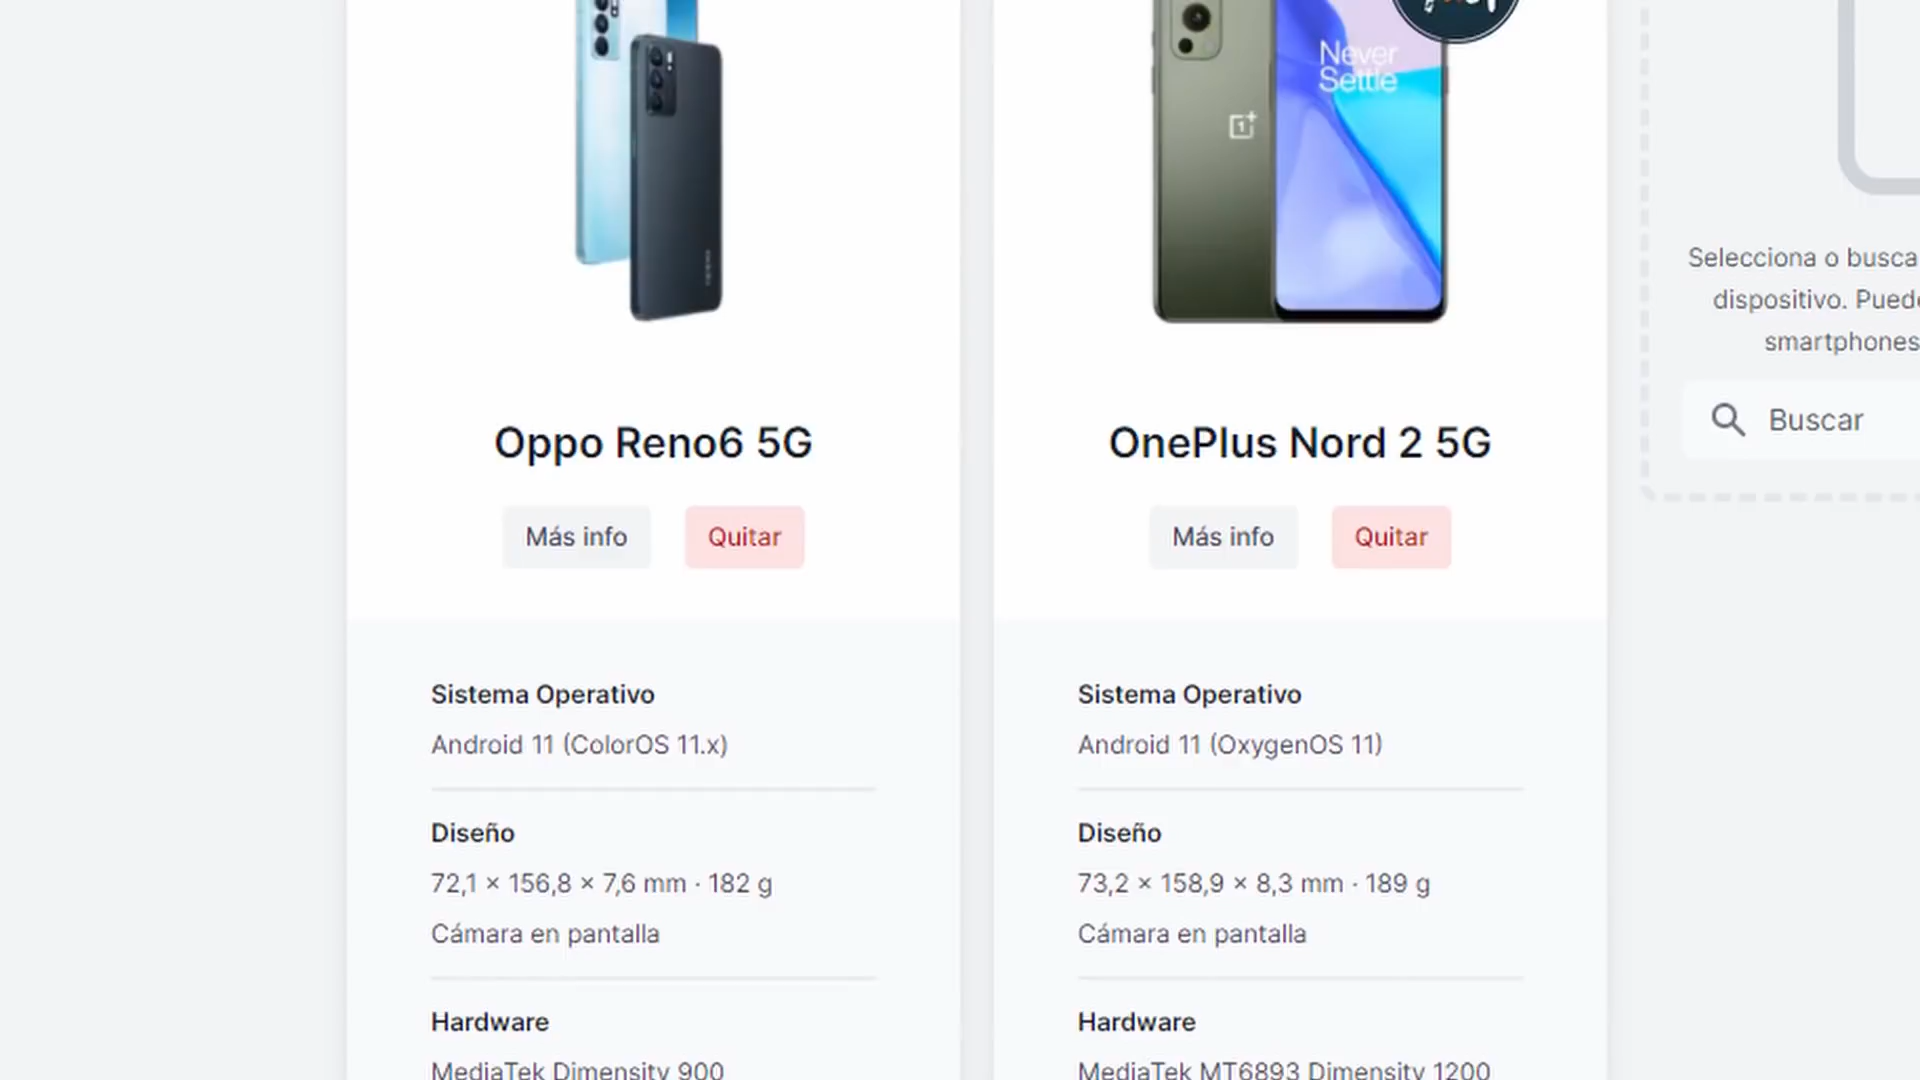 Never
Settle
oppo
Oppo Reno6 5G
Más info
Quitar
Sistema Operativo
Android 11 (ColorOS 11.x)
Diseño
72,1 × 156,8 × 7,6 mm · 182 g
Cámara en pantalla
Hardware
MediaTek Dimensity 900
OnePlus Nord 2 5G
Más info
Quitar
Sistema Operativo
Android 11 (OxygenOS 11)
Diseño
73,2 × 158,9 × 8,3 mm · 189 g
Cámara en pantalla
Hardware
MediaTek MT6893 Dimensity 1200
Selecciona o busca
dispositivo. Puede
smartphones
Buscar